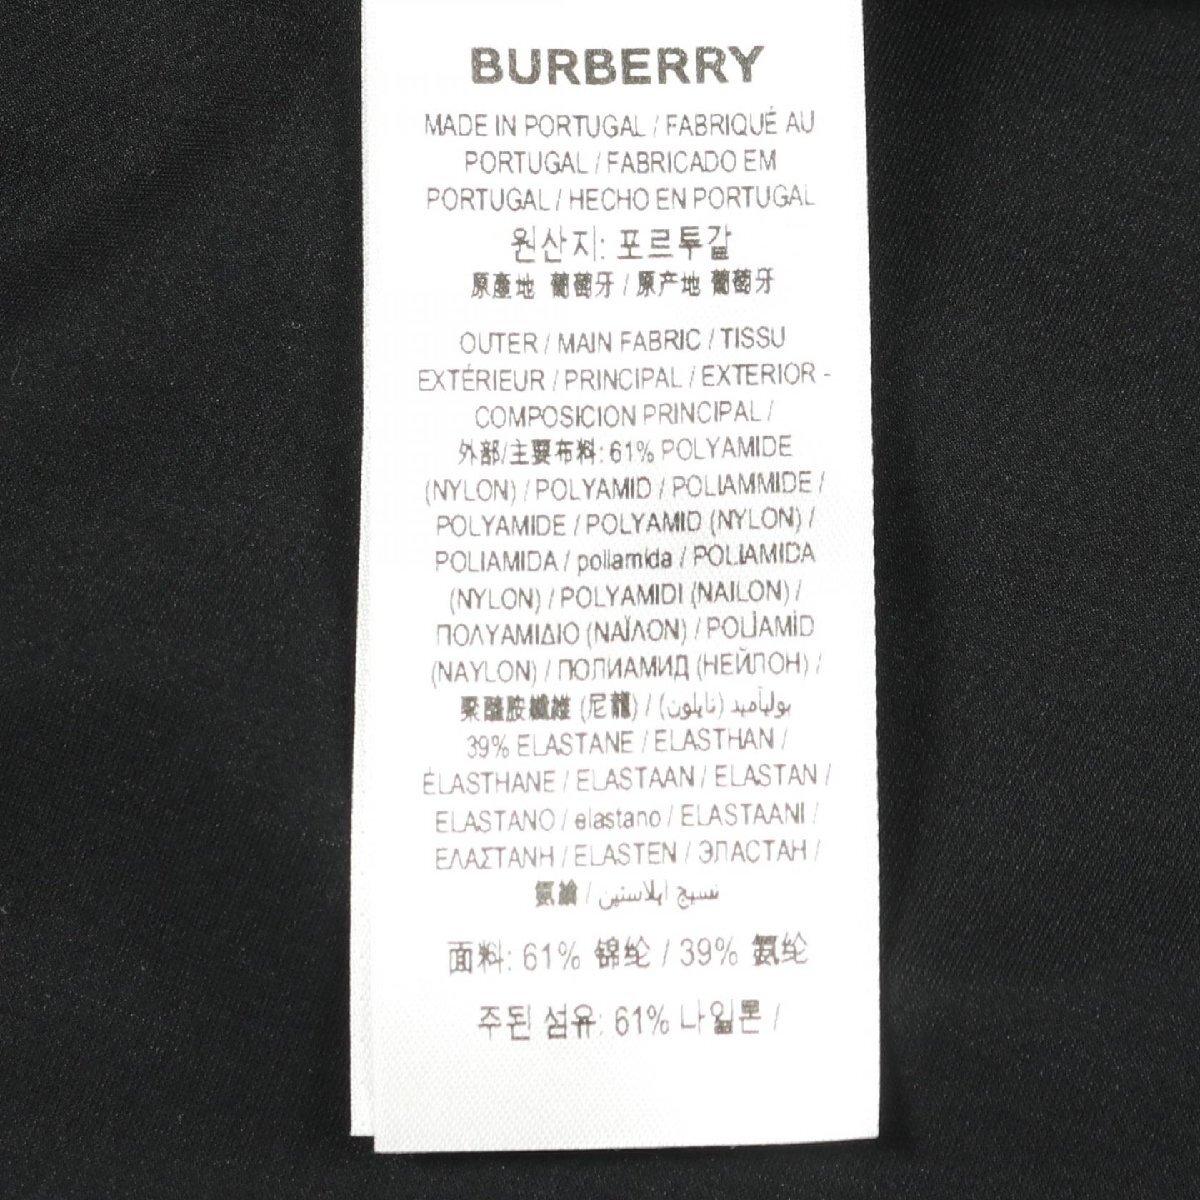 BURBERRY
MADE IN PORTUGAL / FABRIQUÉ AU
PORTUGAL / FABRICADO EM
PORTUGAL / HECHO EN PORTUGAL
원산지: 포르투갈
原產地 葡萄牙 / 原产地 葡萄牙
OUTER / MAIN FABRIC / TISSU
EXTÉRIEUR / PRINCIPAL / EXTERIOR -
COMPOSICION PRINCIPAL /
外部/主要布料: 61% POLYAMIDE
(NYLON) / POLYAMID / POLIAMMIDE /
POLYAMIDE / POLYAMID (NYLON) /
POLIAMIDA / poliamida / POLIAMIDA
(NYLON) / POLYAMIDI (NAILON) /
ΠΟΛΥΑΜΙΔΙΟ (ΝΑΪΛΟΝ) / POLİAMİD
(NAYLON) / ПОЛИАМИД (НЕЙЛОН) /
聚醯胺纖維 (尼龍) / بولياميد (نايلون) /
39% ELASTANE / ELASTHAN /
ÉLASTHANE / ELASTAAN / ELASTAN /
ELASTANO / elastano / ELASTAANI /
ΕΛΑΣΤΑΝΗ / ELASTEN / ЭЛАСТАН /
氨綸 / نسيج ايلاستين
面料: 61% 锦纶 / 39% 氨纶
주된 섬유: 61% 나일론 /